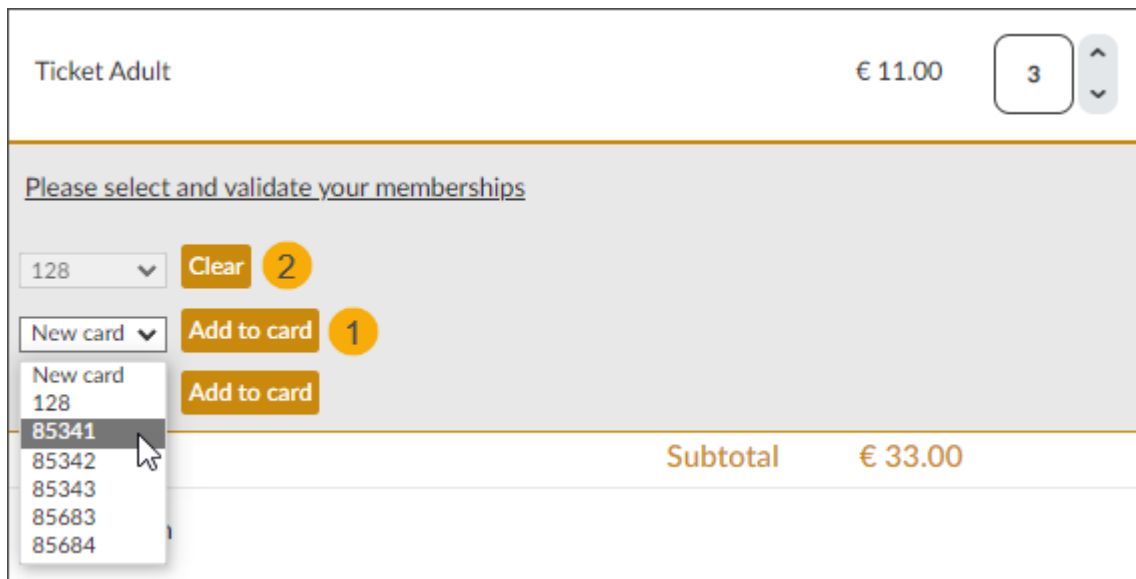 Ticket Adult € 11.00 3
Please select and validate your memberships
128 Clear 2
New card Add to card 1
New card
Add to card
128
85341
85342
Subtotal € 33.00
85343
85683
85684